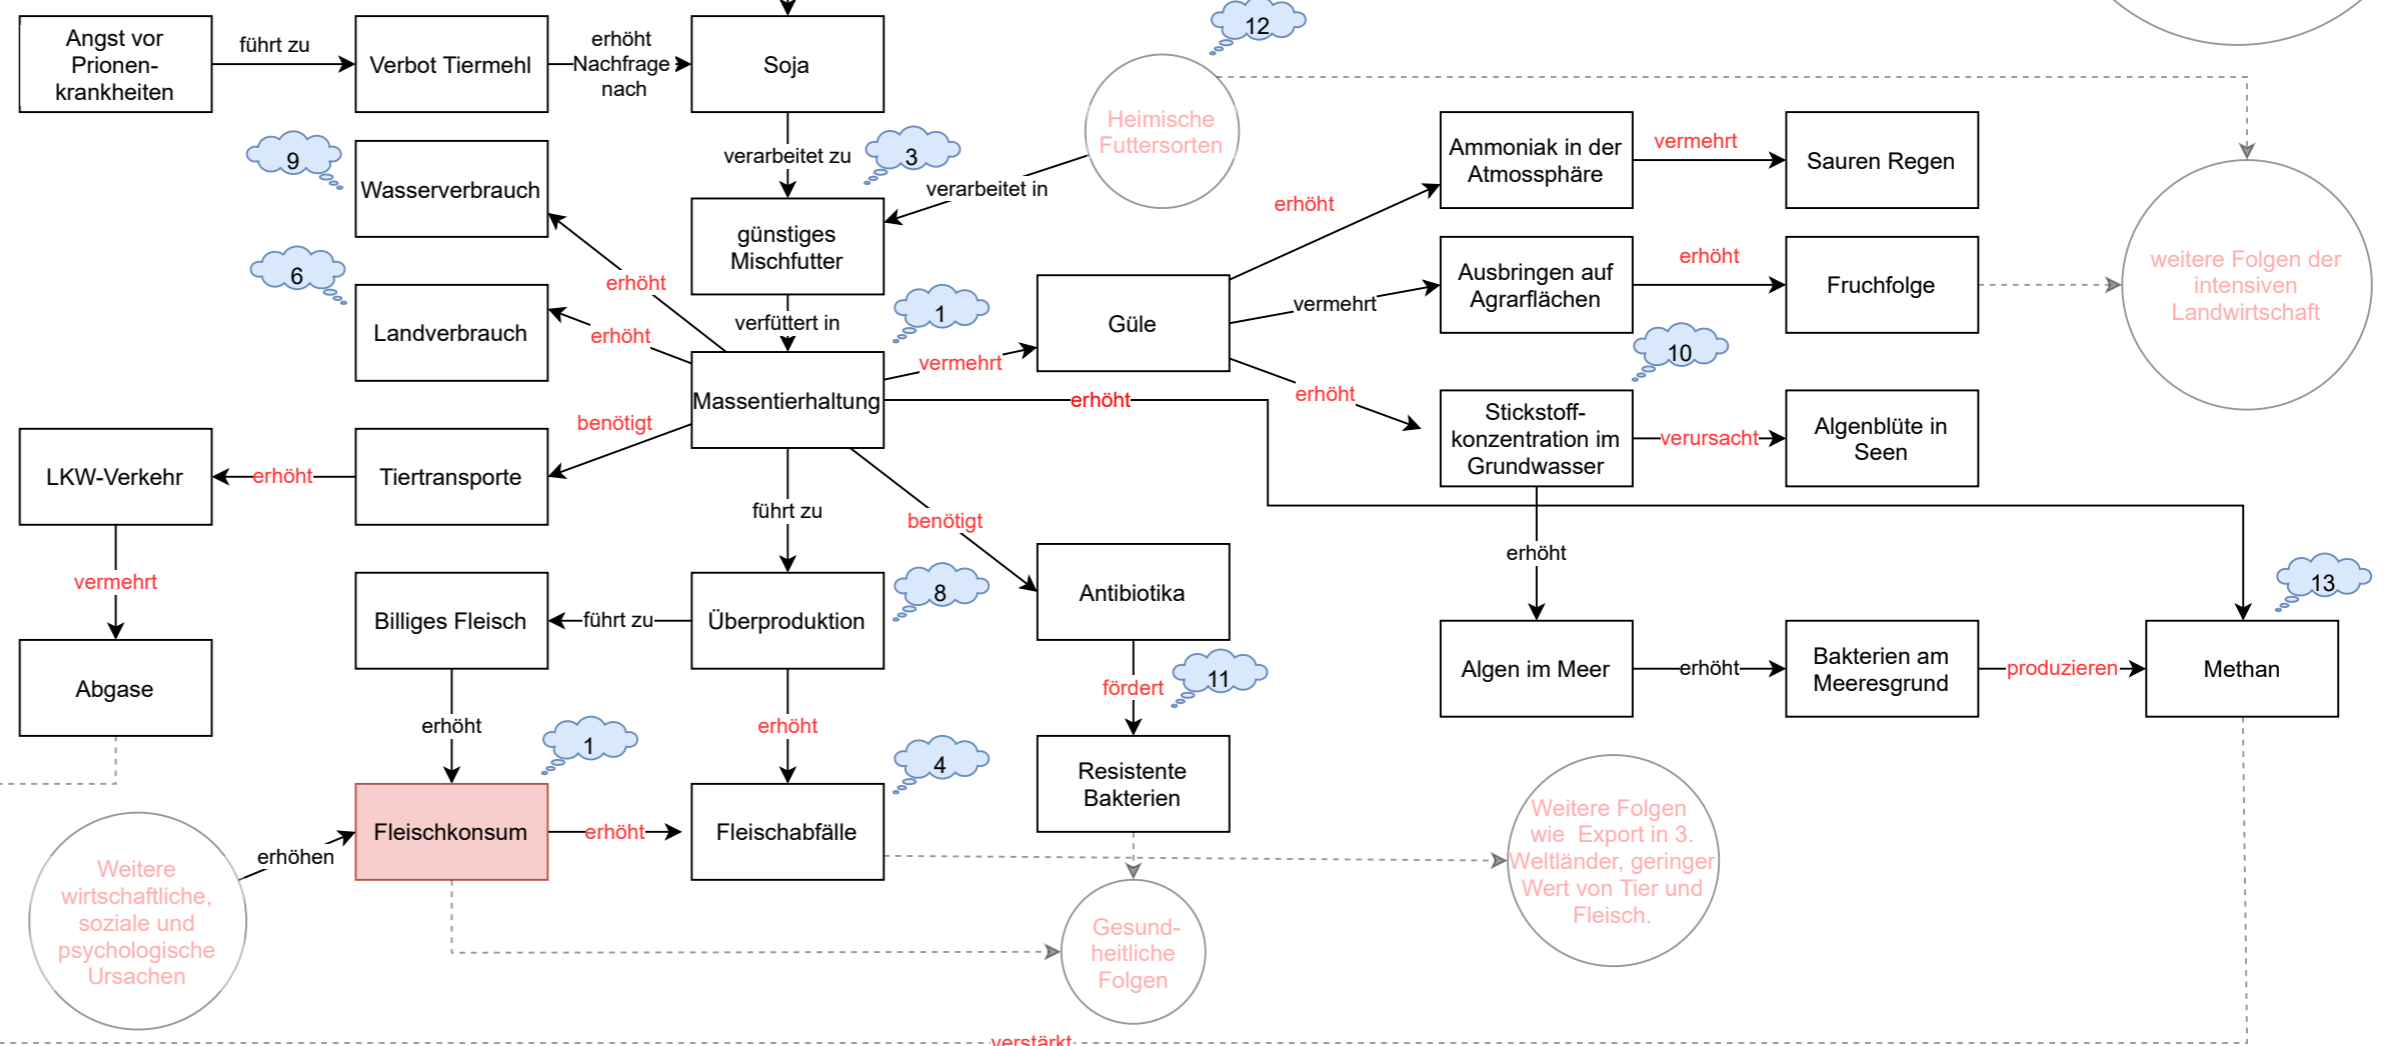 12
Angst vor
Prionen-
krankheiten
führt zu
Verbot Tiermehl
erhöht
Nachfrage
nach
Soja
Heimische
Futtersorten
verarbeitet zu
3
verarbeitet in
9
Wasserverbrauch
günstiges
Mischfutter
Ammoniak in der
Atmossphäre
vermehrt
Sauren Regen
erhöht
6
Landverbrauch
erhöht
erhöht
verfüttert in
1
Güle
vermehrt
Ausbringen auf
Agrarflächen
erhöht
Fruchfolge
weitere Folgen der
intensiven
Landwirtschaft
Massentierhaltung
vermehrt
erhöht
erhöht
10
Stickstoff-
konzentration im
Grundwasser
verursacht
Algenblüte in
Seen
LKW-Verkehr
erhöht
Tiertransporte
benötigt
führt zu
benötigt
erhöht
vermehrt
Abgase
Billiges Fleisch
führt zu
Überproduktion
8
Antibiotika
fördert
11
Algen im Meer
erhöht
Bakterien am
Meeresgrund
produzieren
Methan
13
erhöht
1
erhöht
4
Resistente
Bakterien
Weitere
wirtschaftliche,
soziale und
psychologische
Ursachen
erhöhen
Fleischkonsum
erhöht
Fleischabfälle
Weitere Folgen
wie Export in 3.
Weltländer, geringer
Wert von Tier und
Fleisch.
Gesund-
heitliche
Folgen
verstärkt